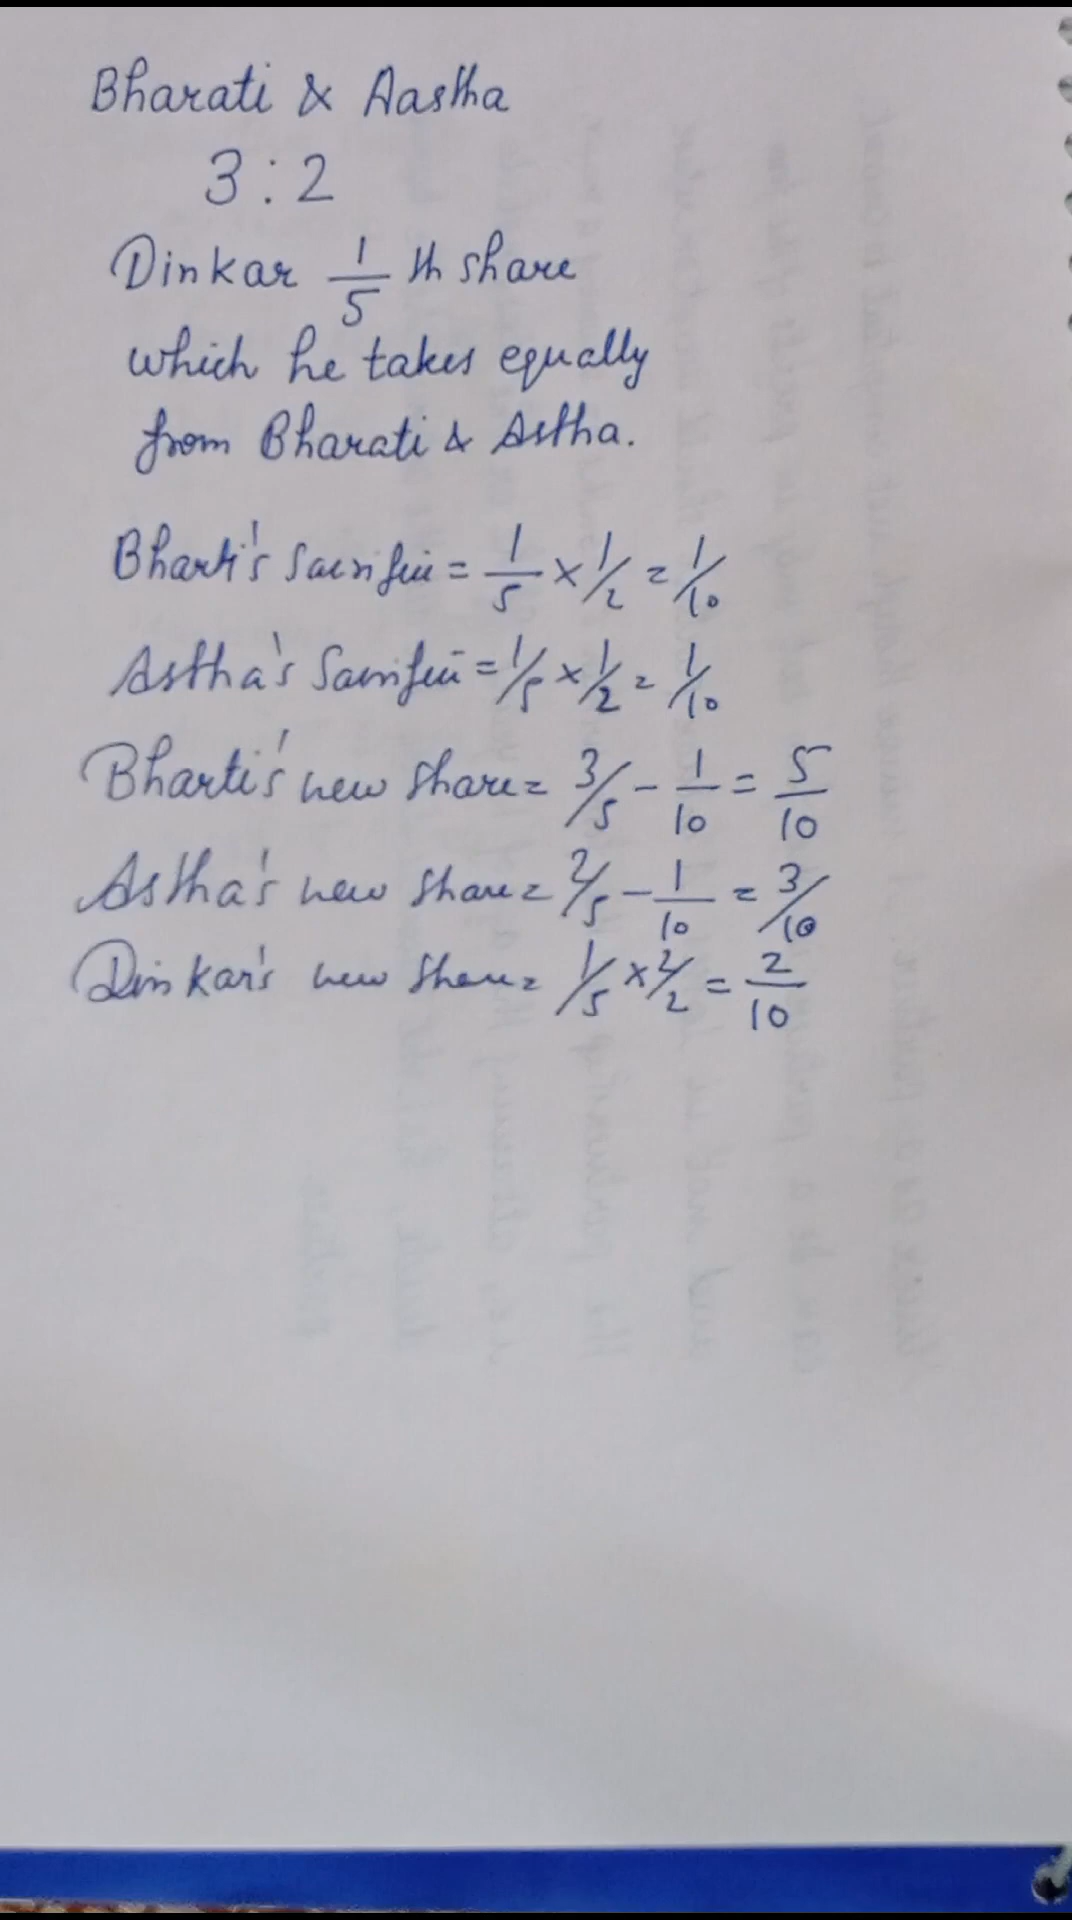 Bharati & Aastha
3 : 2
Dinkar 1/5 th share
which he takes equally
from Bharati & Astha.
Bharti's Sacrifice = 1/5 × 1/2 = 1/10
Astha's Sacrifice = 1/5 × 1/2 = 1/10
Bharti's new share = 3/5 - 1/10 = 5/10
Astha's new share = 2/5 - 1/10 = 3/10
Dinkar's new share = 1/5 × 2/2 = 2/10